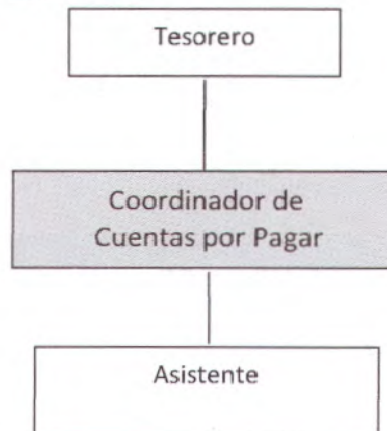 Tesorero
Coordinador de
Cuentas por Pagar
Asistente